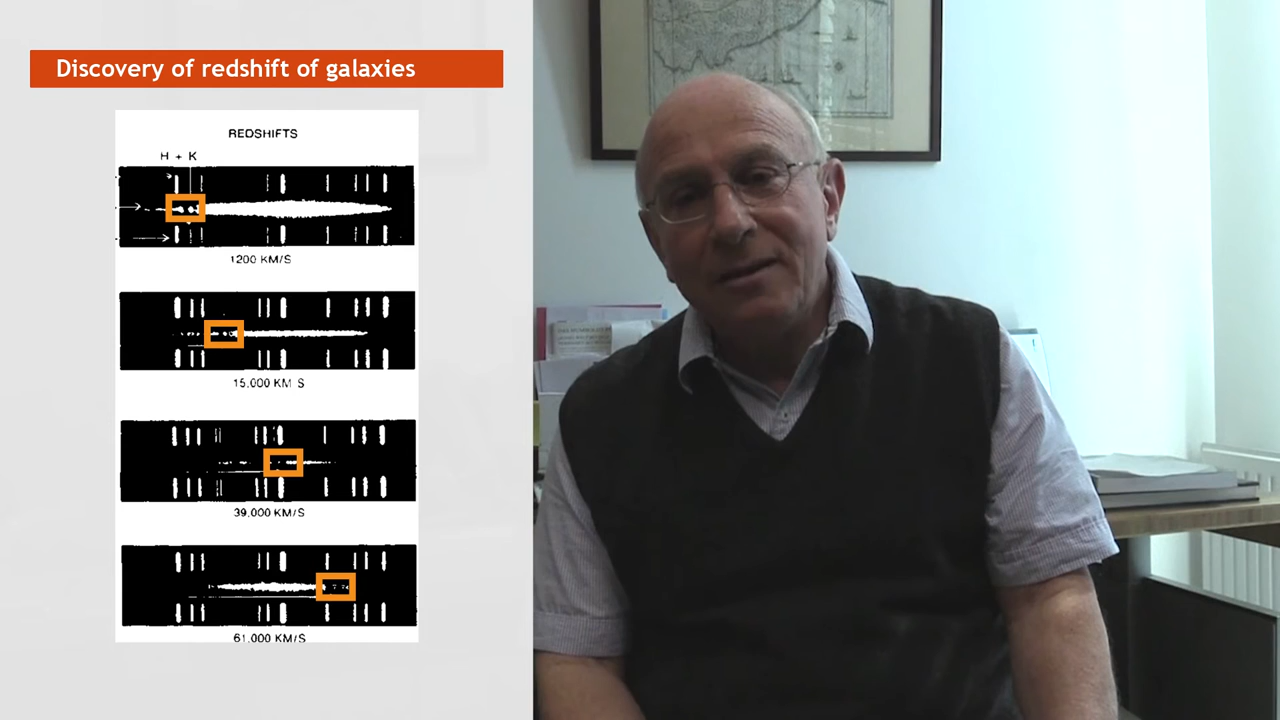 Discovery of redshift of galaxies
REDSHIFTS
H + K
1200 KM/S
15,000 KM S
39,000 KM/S
61,000 KM/S